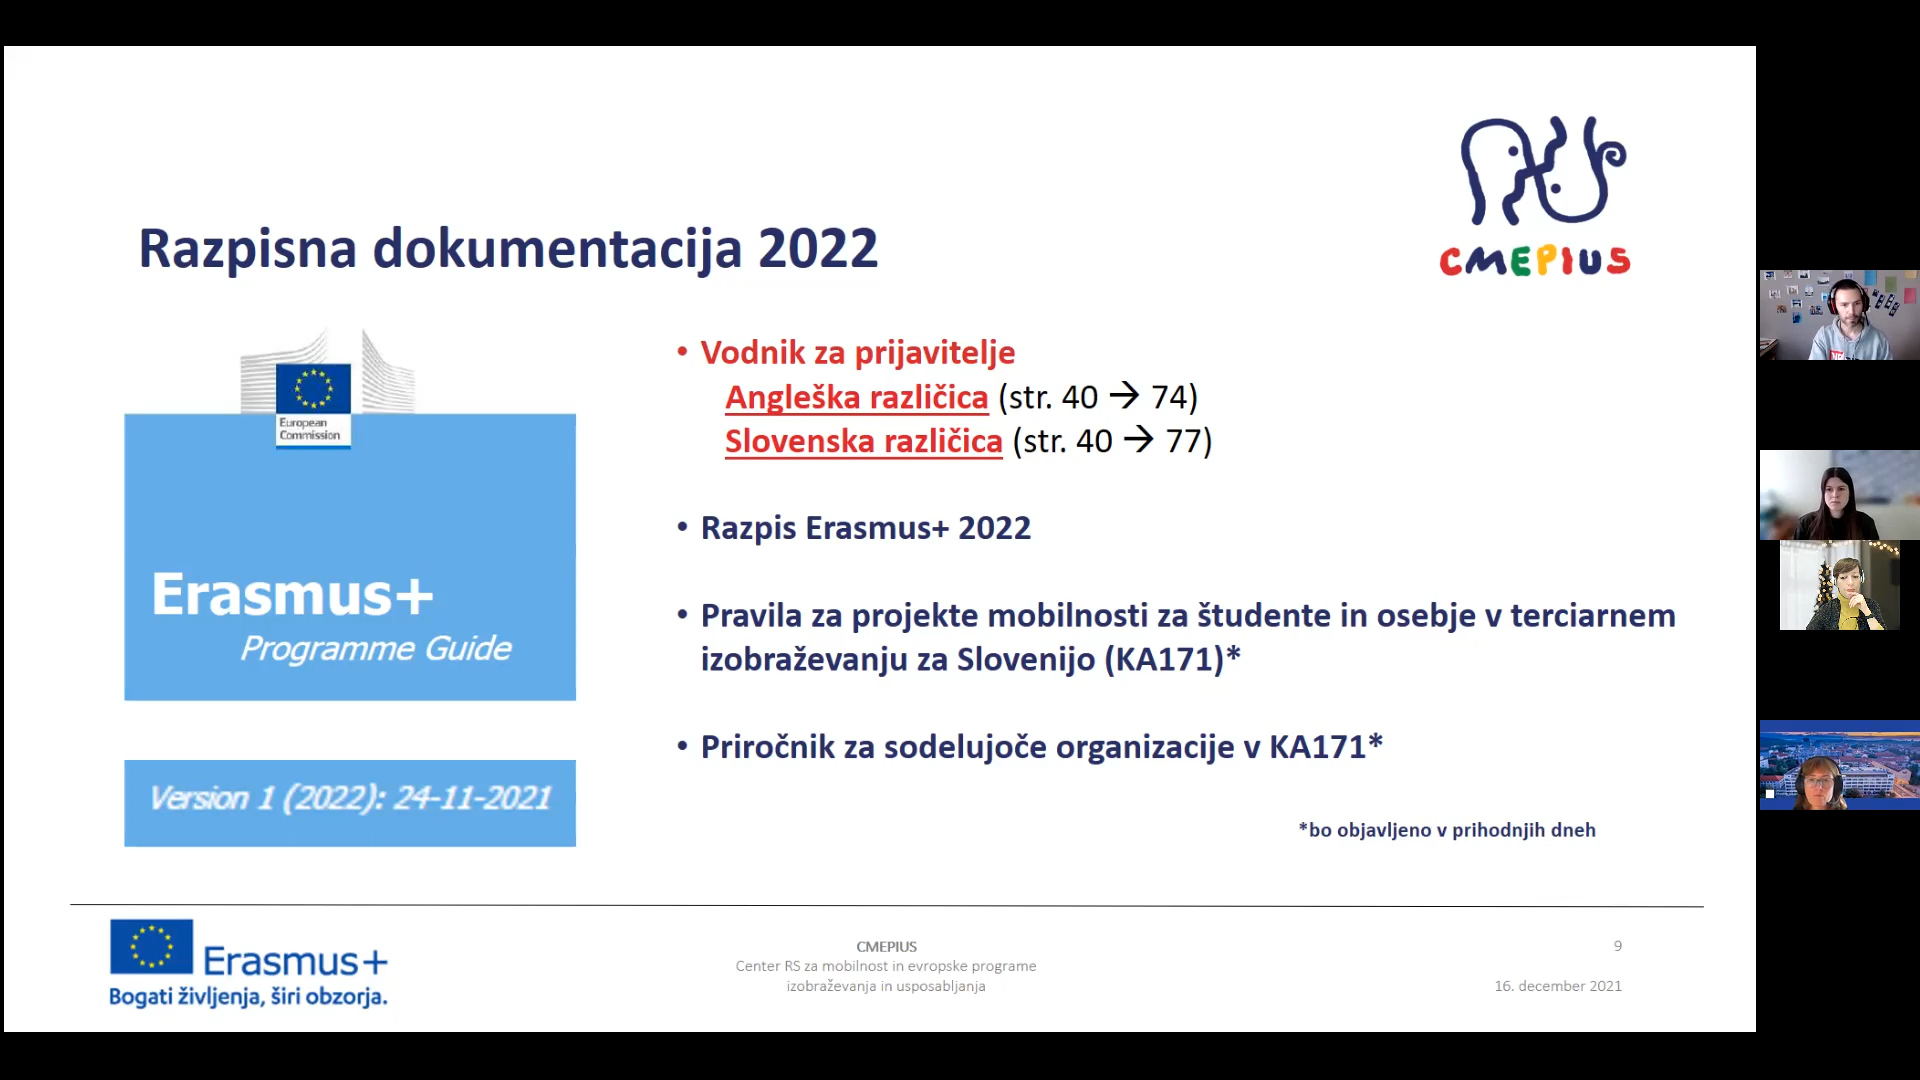 CMEPIUS
Razpisna dokumentacija 2022
European
Commission
Erasmus+
Programme Guide
Version 1 (2022): 24-11-2021
• Vodnik za prijavitelje
Angleška različica (str. 40 → 74)
Slovenska različica (str. 40 → 77)
• Razpis Erasmus+ 2022
• Pravila za projekte mobilnosti za študente in osebje v terciarnem
izobraževanju za Slovenijo (KA171)*
• Priročnik za sodelujoče organizacije v KA171*
*bo objavljeno v prihodnjih dneh
Erasmus+
Bogati življenja, širi obzorja.
CMEPIUS
Center RS za mobilnost in evropske programe
izobraževanja in usposabljanja
9
16. december 2021